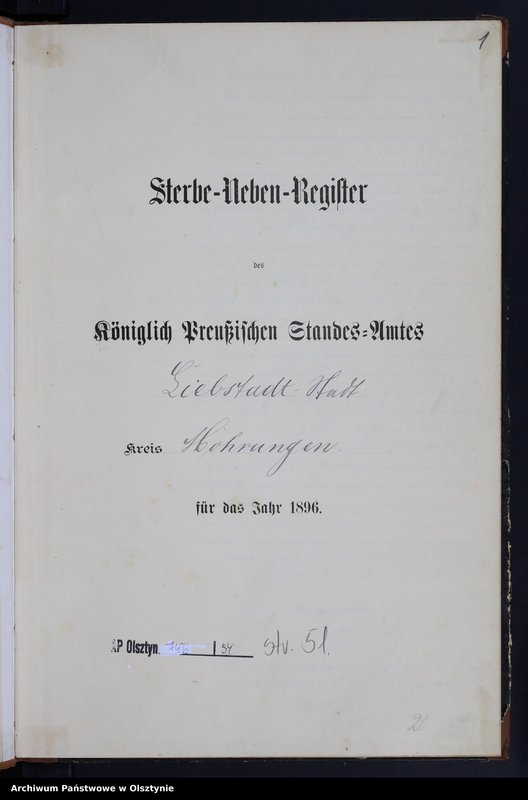 1
Sterbe-Neben-Register
des
Königlich Preußischen Standes-Amtes
Liebstadt Stadt
Kreis Mohrungen.
für das Jahr 1896.
AP Olsztyn 54 str. 51.
20
Archiwum Państwowe w Olsztynie